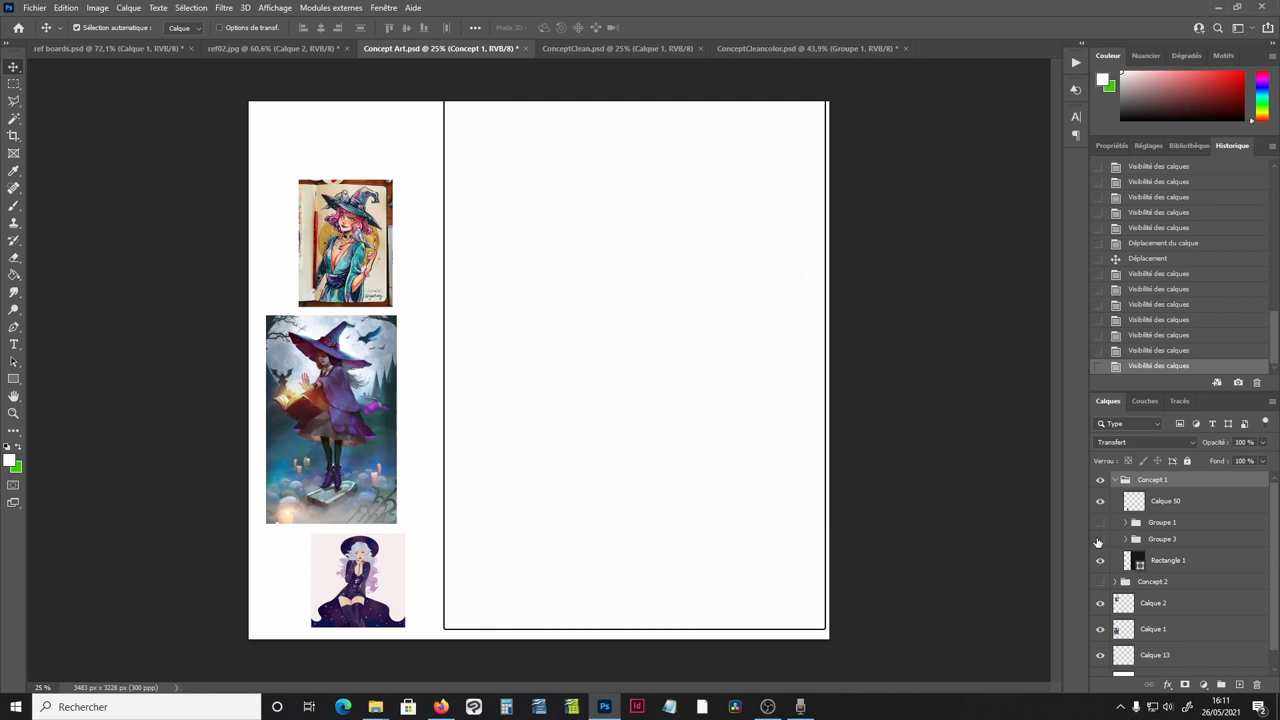 Fichier Edition Image Calque Texte Sélection Filtre 3D Affichage Modules externes Fenêtre Aide
Sélection automatique : Calque Options de transf. Mode 3D :
ref boards.psd @ 72,1% (Calque 1, RVB/8) * × ref02.jpg @ 60,6% (Calque 2, RVB/8) * × Concept Art.psd @ 25% (Concept 1, RVB/8) * × ConceptClean.psd @ 25% (Calque 1, RVB/8) × ConceptCleancolor.psd @ 43,9% (Groupe 1, RVB/8) * ×
Couleur Nuancier Dégradés Motifs
Propriétés Réglages Bibliothèque Historique
Visibilité des calques
Visibilité des calques
Visibilité des calques
Visibilité des calques
Visibilité des calques
Déplacement du calque
Déplacement
Visibilité des calques
Visibilité des calques
Visibilité des calques
Visibilité des calques
Visibilité des calques
Visibilité des calques
Visibilité des calques
Calques Couches Tracés
Type
Transfert Opacité : 100 %
Verrou : Fond : 100 %
Concept 1
Calque 50
Groupe 1
Groupe 3
Rectangle 1
Concept 2
Calque 2
Calque 1
Calque 13
25 % 3483 px x 3228 px (300 ppp)
Rechercher
16:11
26/05/2021